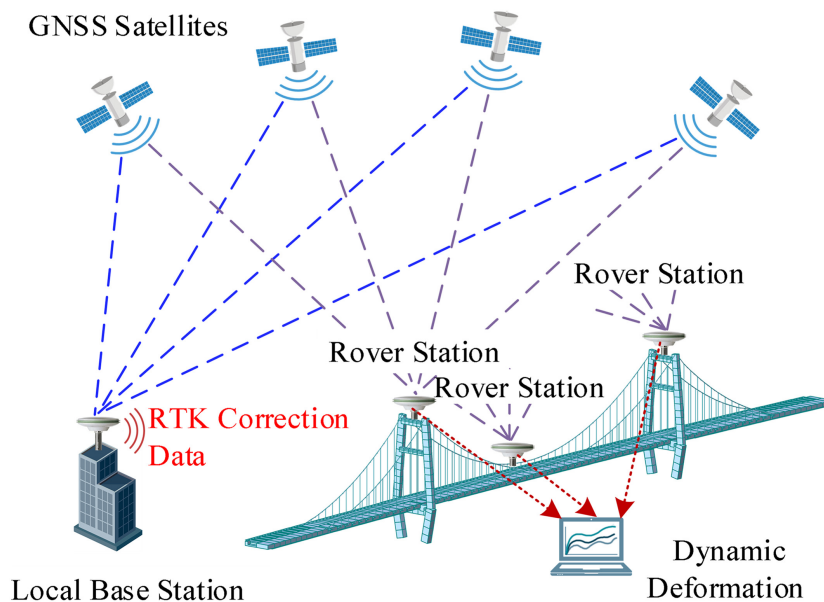 GNSS Satellites
Rover Station
Rover Station
Rover Station
RTK Correction
Data
Local Base Station
Dynamic
Deformation